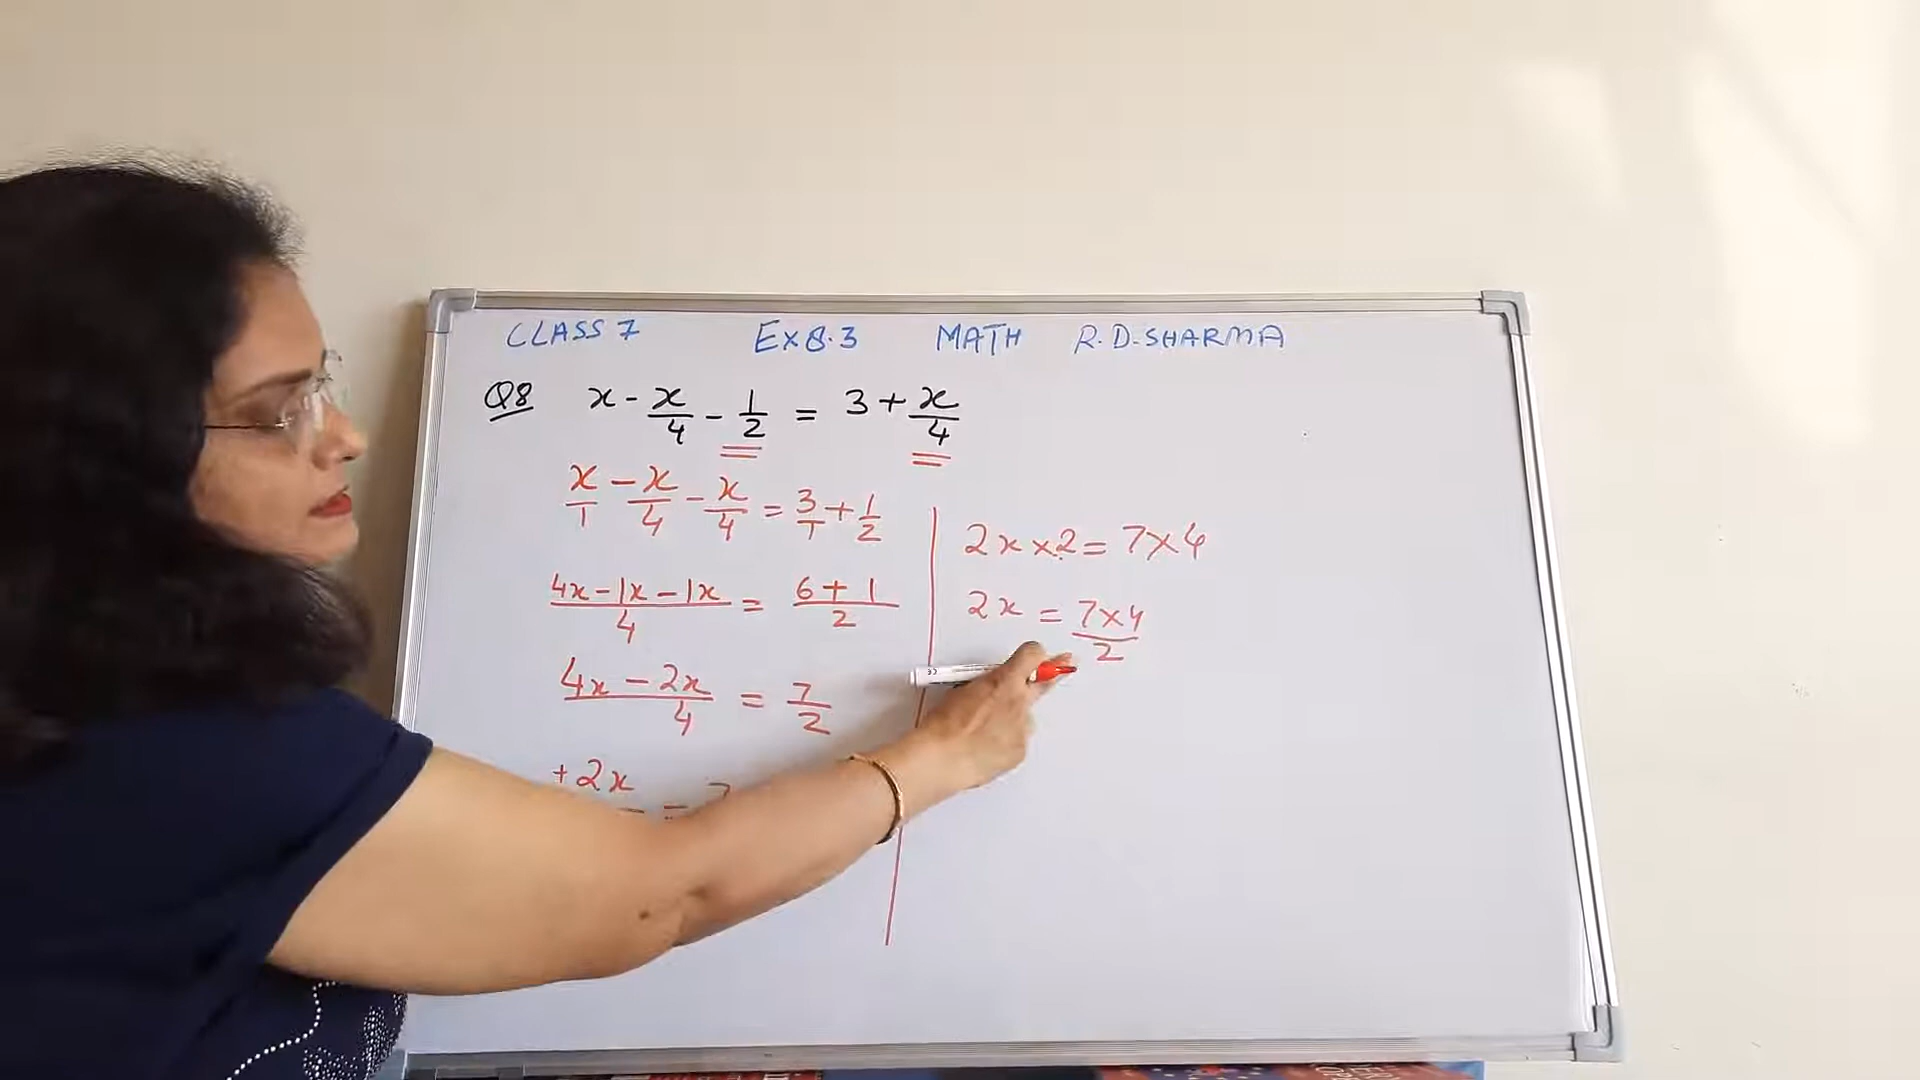 CLASS 7 EX 8.3 MATH R.D.SHARMA
Q8 x - x/4 - 1/2 = 3 + x/4
x/1 - x/4 - x/4 = 3/1 + 1/2
4x - 1x - 1x/4 = 6 + 1/2
4x - 2x/4 = 7/2
+2x = 7
2x × 2 = 7 × 4
2x = 7 × 4/2